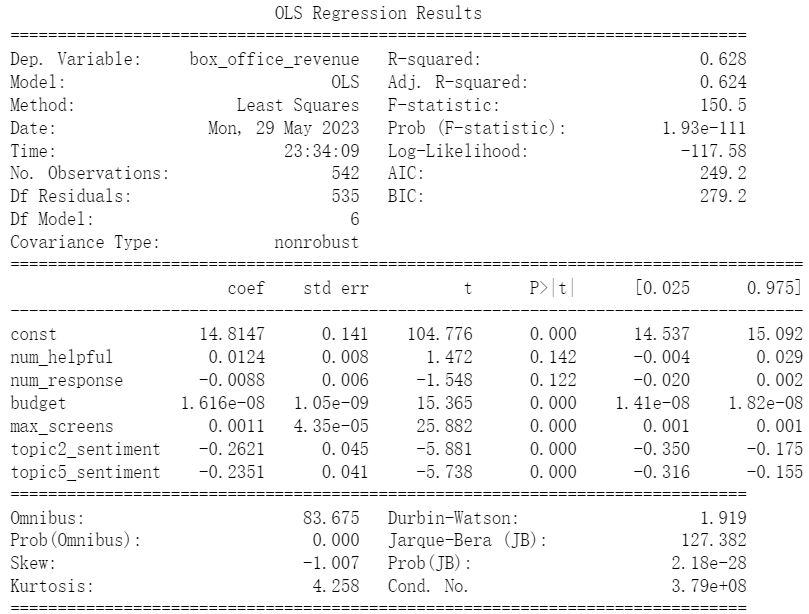 OLS Regression Results
==============================================================================
Dep. Variable: box_office_revenue R-squared: 0.628
Model: OLS Adj. R-squared: 0.624
Method: Least Squares F-statistic: 150.5
Date: Mon, 29 May 2023 Prob (F-statistic): 1.93e-111
Time: 23:34:09 Log-Likelihood: -117.58
No. Observations: 542 AIC: 249.2
Df Residuals: 535 BIC: 279.2
Df Model: 6
Covariance Type: nonrobust
====================================================================================
coef std err t P>|t| [0.025 0.975]
------------------------------------------------------------------------------------
const 14.8147 0.141 104.776 0.000 14.537 15.092
num_helpful 0.0124 0.008 1.472 0.142 -0.004 0.029
num_response -0.0088 0.006 -1.548 0.122 -0.020 0.002
budget 1.616e-08 1.05e-09 15.365 0.000 1.41e-08 1.82e-08
max_screens 0.0011 4.35e-05 25.882 0.000 0.001 0.001
topic2_sentiment -0.2621 0.045 -5.881 0.000 -0.350 -0.175
topic5_sentiment -0.2351 0.041 -5.738 0.000 -0.316 -0.155
==============================================================================
Omnibus: 83.675 Durbin-Watson: 1.919
Prob(Omnibus): 0.000 Jarque-Bera (JB): 127.382
Skew: -1.007 Prob(JB): 2.18e-28
Kurtosis: 4.258 Cond. No. 3.79e+08
==============================================================================